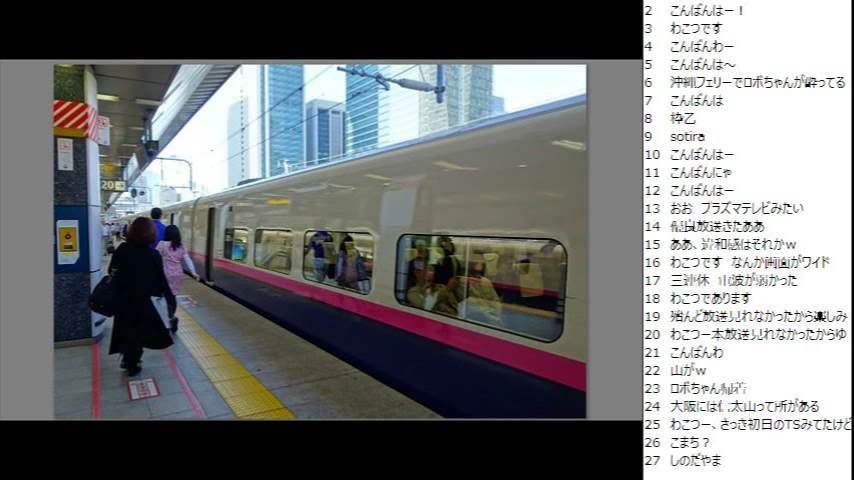 20
2 こんばんはー！
3 わこつです
4 こんばんわー
5 こんばんは～
6 沖縄フェリーでロボちゃんが酔ってる
7 こんばんは
8 枠乙
9 sotira
10 こんばんはー
11 こんばんにゃ
12 こんばんはー
13 おお プラズマテレビみたい
14 放送きたああ
15 ああ、違和感はそれかｗ
16 わこつです なんか画面がワイド
17 三連休 電波が弱かった
18 わこつであります
19 殆んど放送見れなかったから楽しみ
20 わこつー本放送見れなかったからゆ
21 こんばんわ
22 山がｗ
23 ロボちゃん
24 大阪には 太山って所がある
25 わこつー、さっき初日のTSみてたけど
26 こまち？
27 しのだやま